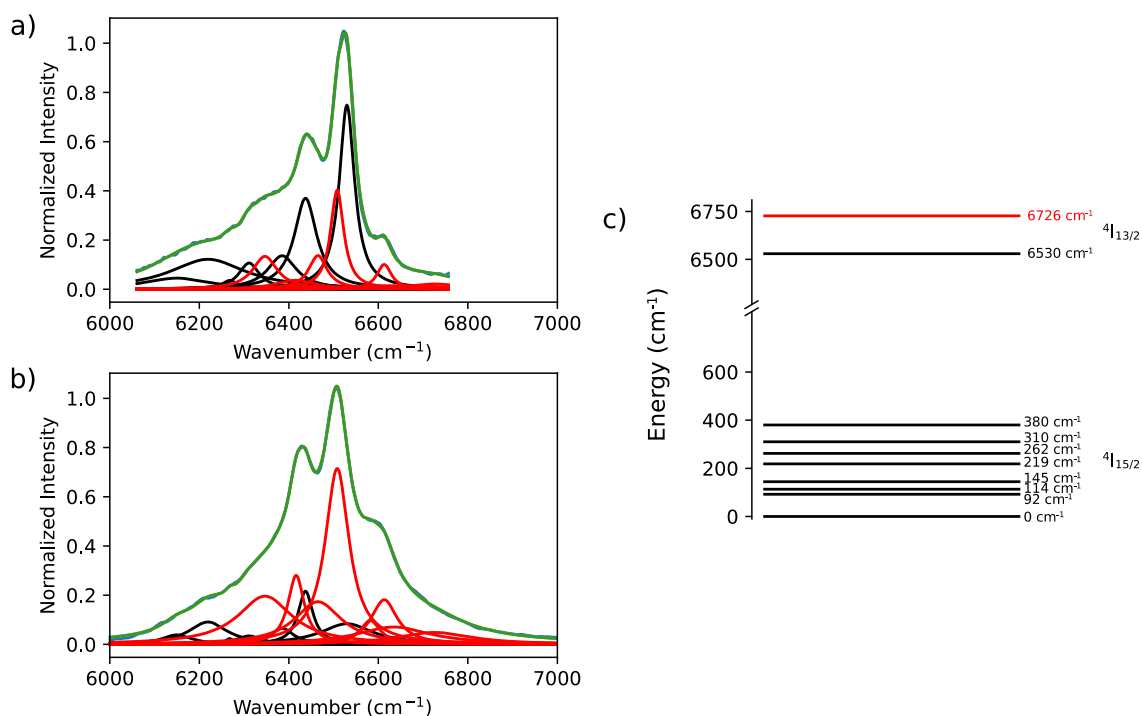 a)
Normalized Intensity
1.0
0.8
0.6
0.4
0.2
0.0
6000 6200 6400 6600 6800 7000
Wavenumber (cm⁻¹)
b)
Normalized Intensity
1.0
0.8
0.6
0.4
0.2
0.0
6000 6200 6400 6600 6800 7000
Wavenumber (cm⁻¹)
c)
Energy (cm⁻¹)
6750
6500
600
400
200
0
6726 cm⁻¹
⁴I₁₃/₂
6530 cm⁻¹
380 cm⁻¹
310 cm⁻¹
262 cm⁻¹
219 cm⁻¹
⁴I₁₅/₂
145 cm⁻¹
114 cm⁻¹
92 cm⁻¹
0 cm⁻¹